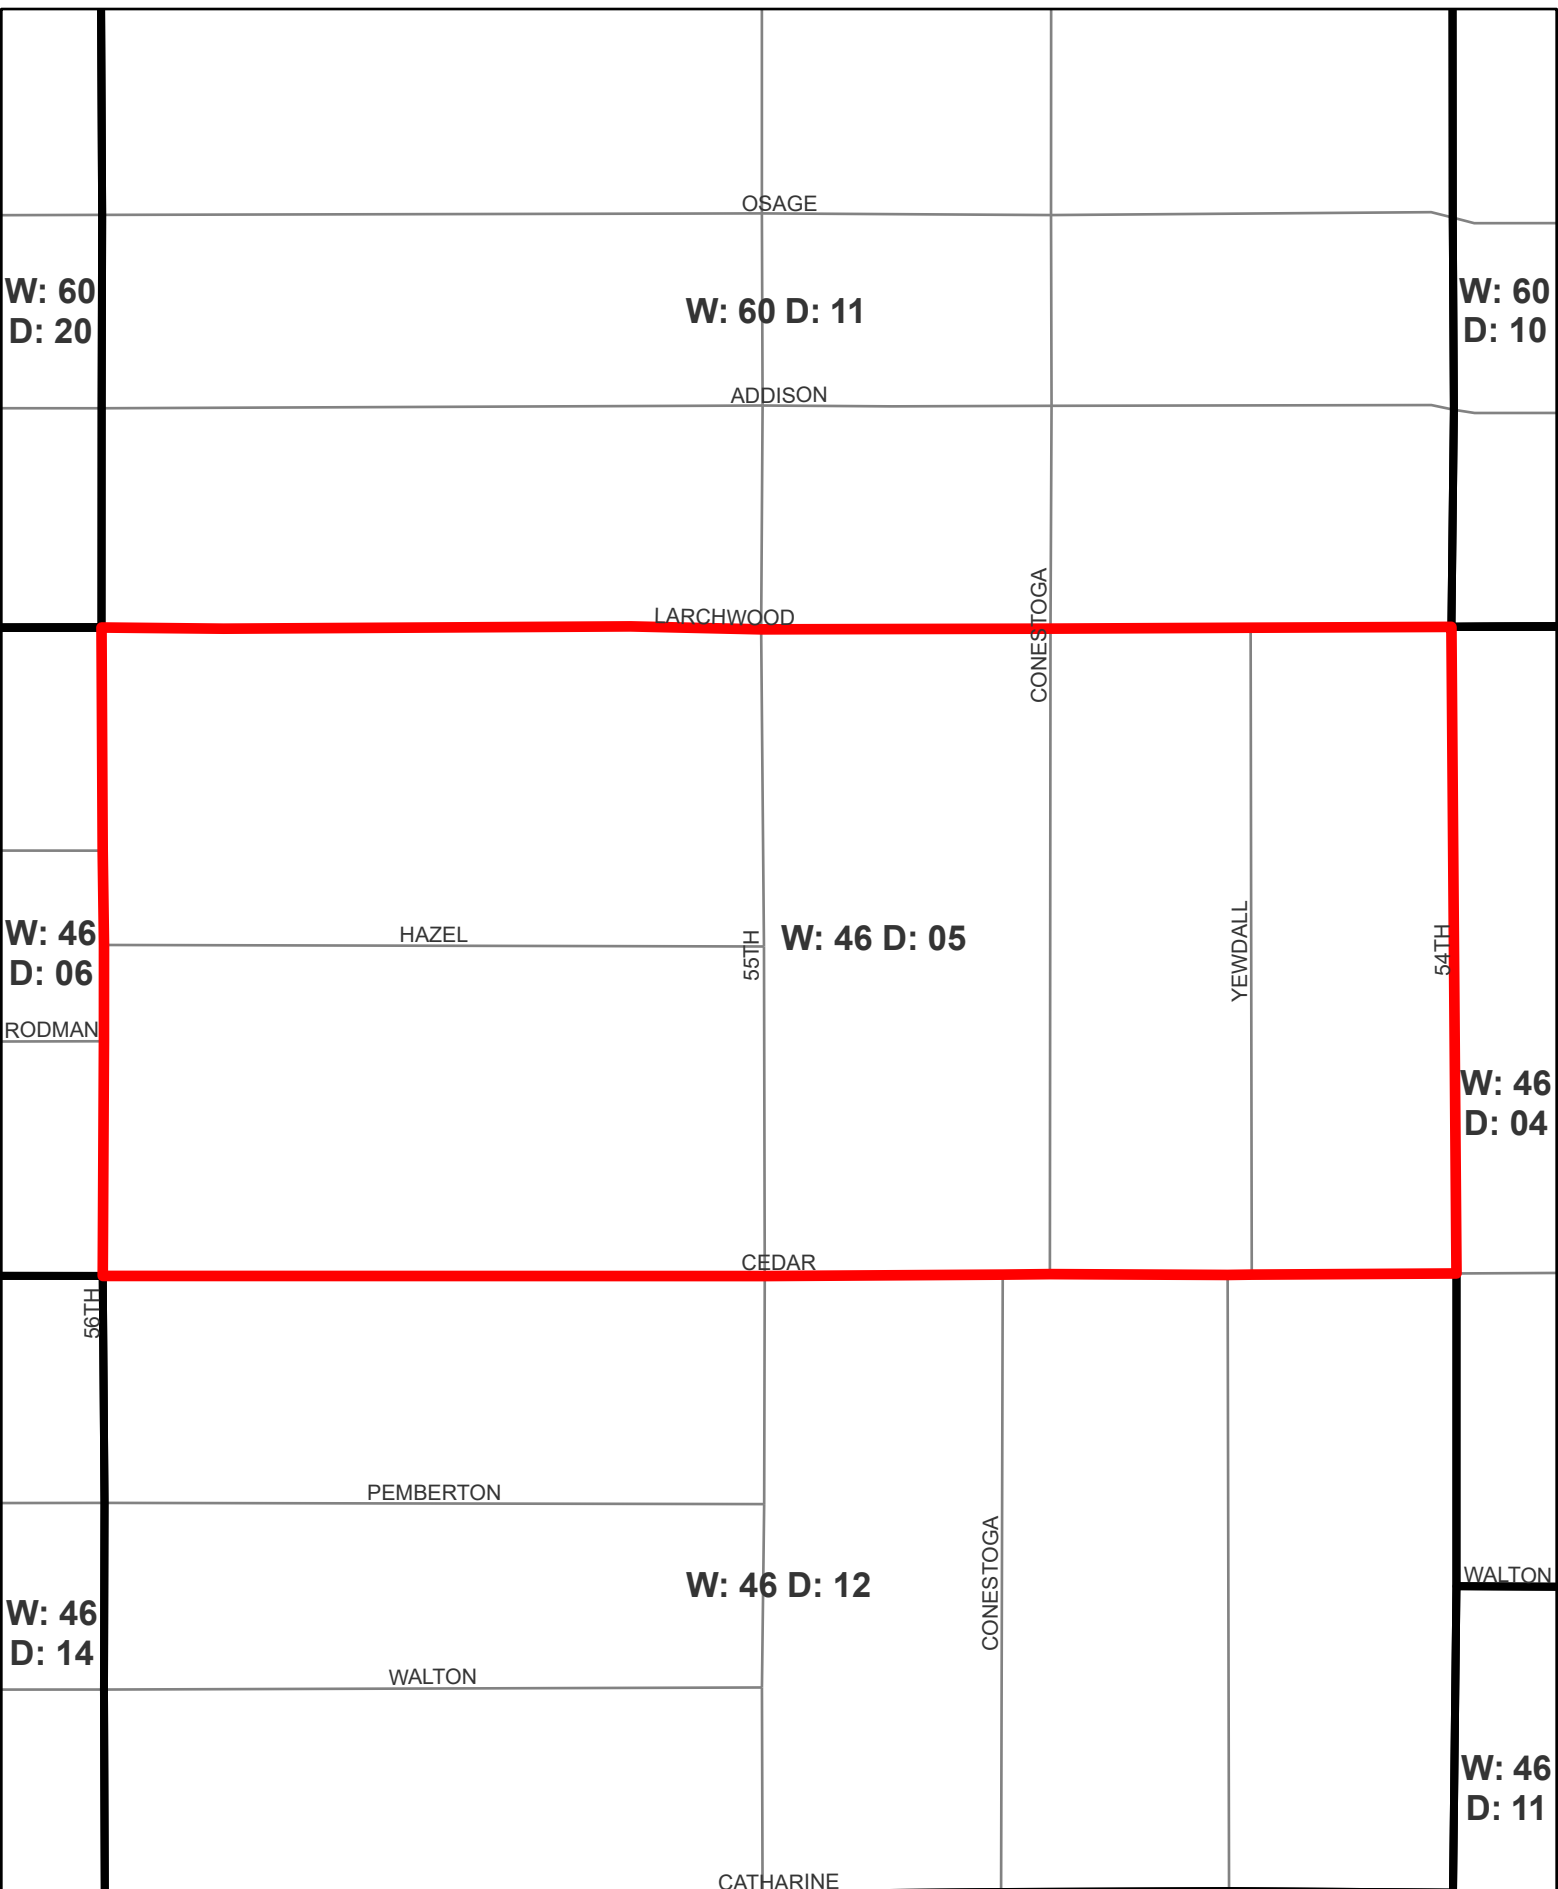 OSAGE
W: 60
D: 20
W: 60 D: 11
W: 60
D: 10
ADDISON
CONESTOGA
LARCHWOOD
W: 46
D: 06
HAZEL
55TH
W: 46 D: 05
YEWDALL
54TH
RODMAN
W: 46
D: 04
CEDAR
56TH
PEMBERTON
CONESTOGA
W: 46 D: 12
WALTON
W: 46
D: 14
WALTON
W: 46
D: 11
CATHARINE